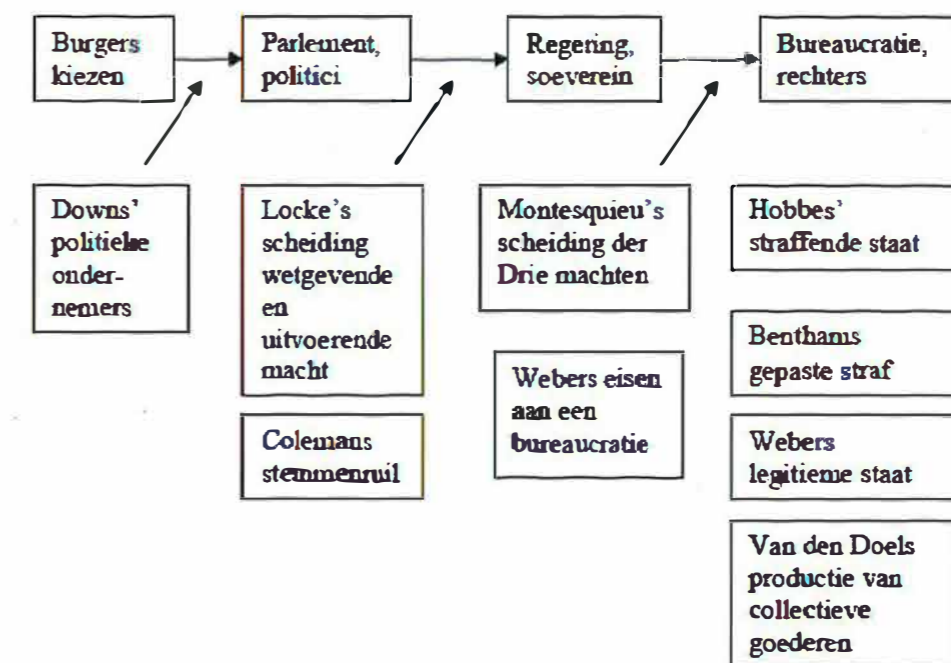 Burgers
kiezen
Parlement,
politici
Regering,
soeverein
Bureaucratie,
rechters
Downs'
politieke
onder-
nemers
Locke's
scheiding
wetgevende
en
uitvoerende
macht
Colemans
stemmenruil
Montesquieu's
scheiding der
Drie machten
Webers eisen
aan een
bureaucratie
Hobbes'
straffende staat
Benthams
gepaste straf
Webers
legitieme staat
Van den Doels
productie van
collectieve
goederen